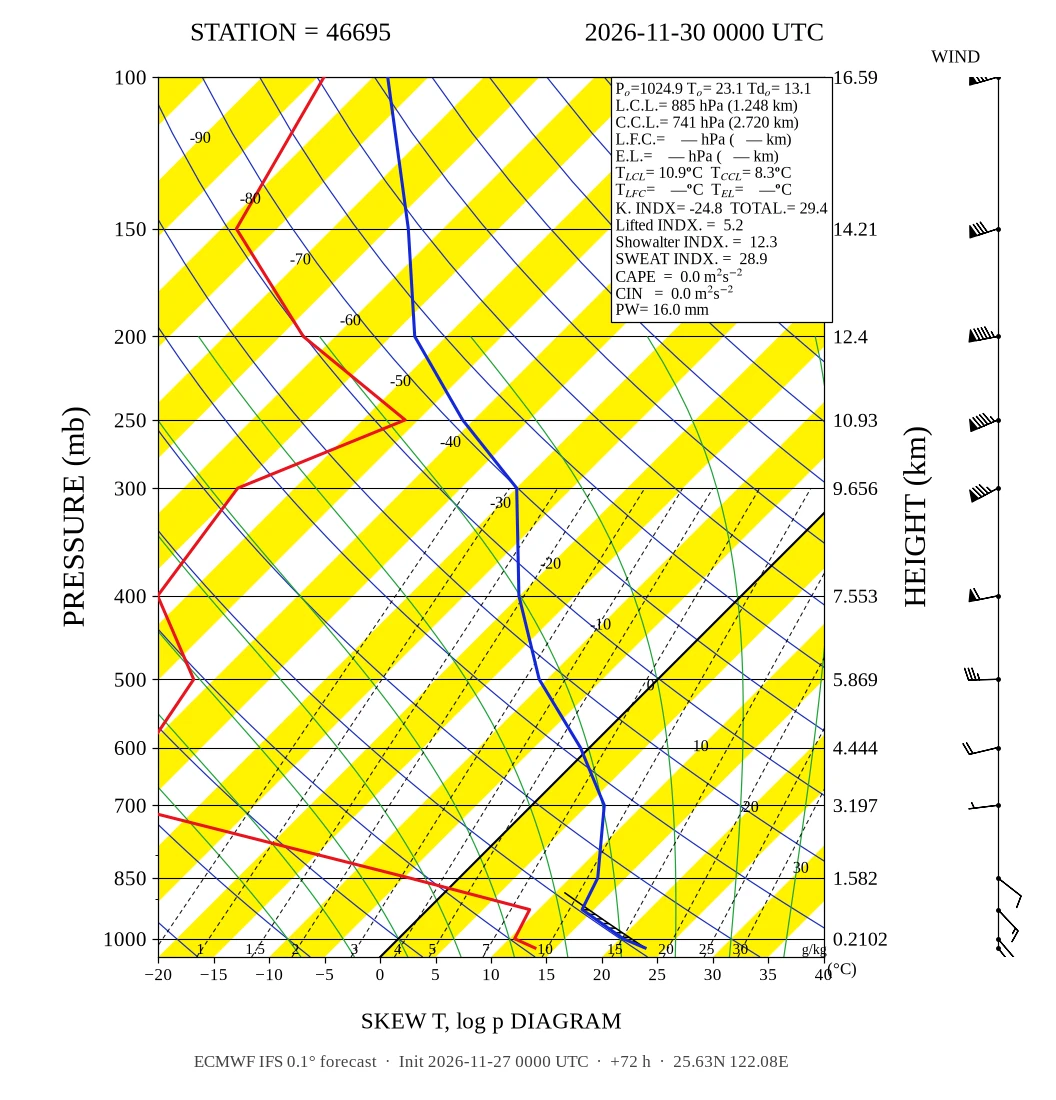 STATION = 46695
2026-11-30 0000 UTC
WIND
100
16.59
Pₒ=1024.9 Tₒ= 23.1 Tdₒ= 13.1
L.C.L.= 885 hPa (1.248 km)
C.C.L.= 741 hPa (2.720 km)
L.F.C.= — hPa ( — km)
E.L.= — hPa ( — km)
T_LCL= 10.9°C T_CCL= 8.3°C
T_LFC= —°C T_EL= —°C
K. INDX= -24.8 TOTAL.= 29.4
Lifted INDX. = 5.2
Showalter INDX. = 12.3
SWEAT INDX. = 28.9
CAPE = 0.0 m²s⁻²
CIN = 0.0 m²s⁻²
PW= 16.0 mm
-90
-80
150
14.21
-70
-60
200
12.4
-50
250
10.93
-40
300
9.656
-30
-20
400
7.553
-10
500
5.869
0
600
4.444
10
700
3.197
20
850
1.582
30
1000
0.2102
1 1.5 2 3 4 5 7 10 15 20 25 30 g/kg
−20 −15 −10 −5 0 5 10 15 20 25 30 35 40 (°C)
PRESSURE (mb)
HEIGHT (km)
SKEW T, log p DIAGRAM
ECMWF IFS 0.1° forecast · Init 2026-11-27 0000 UTC · +72 h · 25.63N 122.08E